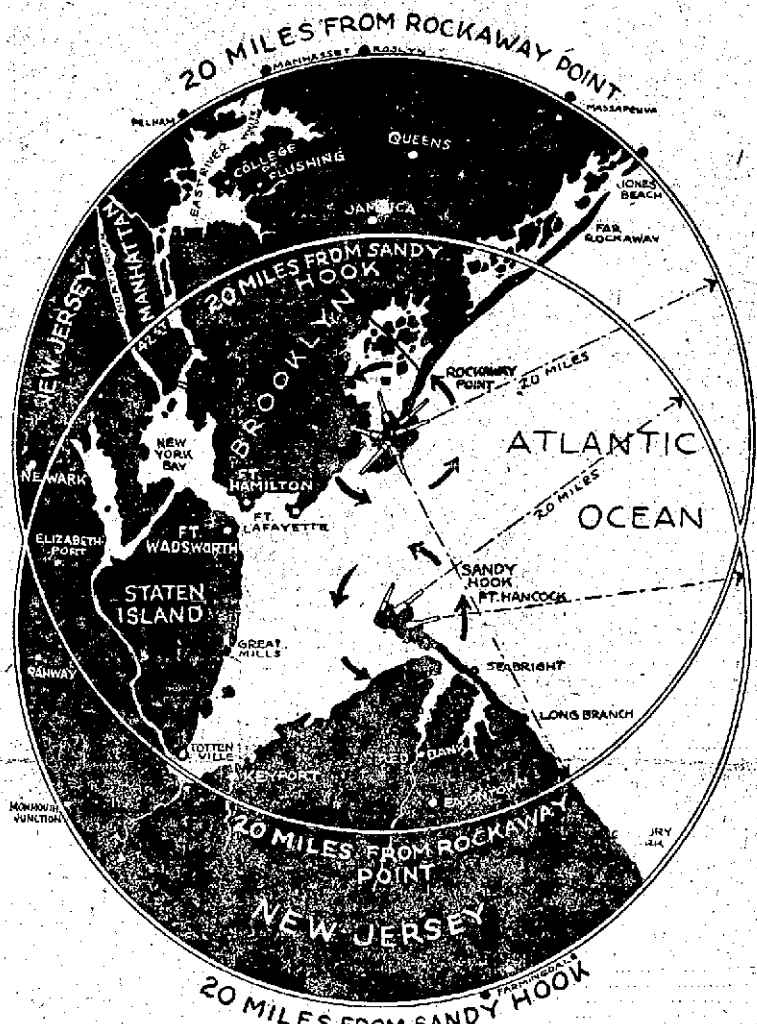 20 MILES FROM ROCKAWAY POINT
MANHASSET
ROSLYN
PELHAM
MASSAPEQUA
QUEENS
EAST RIVER
COLLEGE
PT.
FLUSHING
JONES
BEACH
JAMAICA
FAR
ROCKAWAY
MANHATTAN
20 MILES FROM SANDY
HOOK
NEW JERSEY
BROOKLYN
ROCKAWAY
POINT
20 MILES
ATLANTIC
OCEAN
NEW
YORK
BAY
NEWARK
FT.
HAMILTON
FT.
LAFAYETTE
20 MILES
ELIZABETH
PORT
FT.
WADSWORTH
SANDY
HOOK
FT. HANCOCK
STATEN
ISLAND
GREAT
MILLS
RAHWAY
SEABRIGHT
LONG BRANCH
TOTTEN
VILLE
RED
BANK
KEYPORT
MONMOUTH
JUNCTION
20 MILES FROM ROCKAWAY
POINT
URY
NEW JERSEY
FARMINGDALE
20 MILES FROM SANDY HOOK